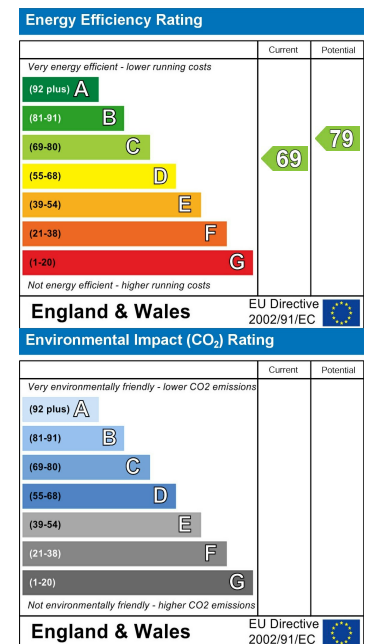 Energy Efficiency Rating
Current Potential
Very energy efficient - lower running costs
(92 plus) A
(81-91) B
(69-80) C
(55-68) D
(39-54) E
(21-38) F
(1-20) G
69
79
Not energy efficient - higher running costs
England & Wales
EU Directive
2002/91/EC
Environmental Impact (CO₂) Rating
Current Potential
Very environmentally friendly - lower CO2 emissions
(92 plus) A
(81-91) B
(69-80) C
(55-68) D
(39-54) E
(21-38) F
(1-20) G
Not environmentally friendly - higher CO2 emissions
England & Wales
EU Directive
2002/91/EC